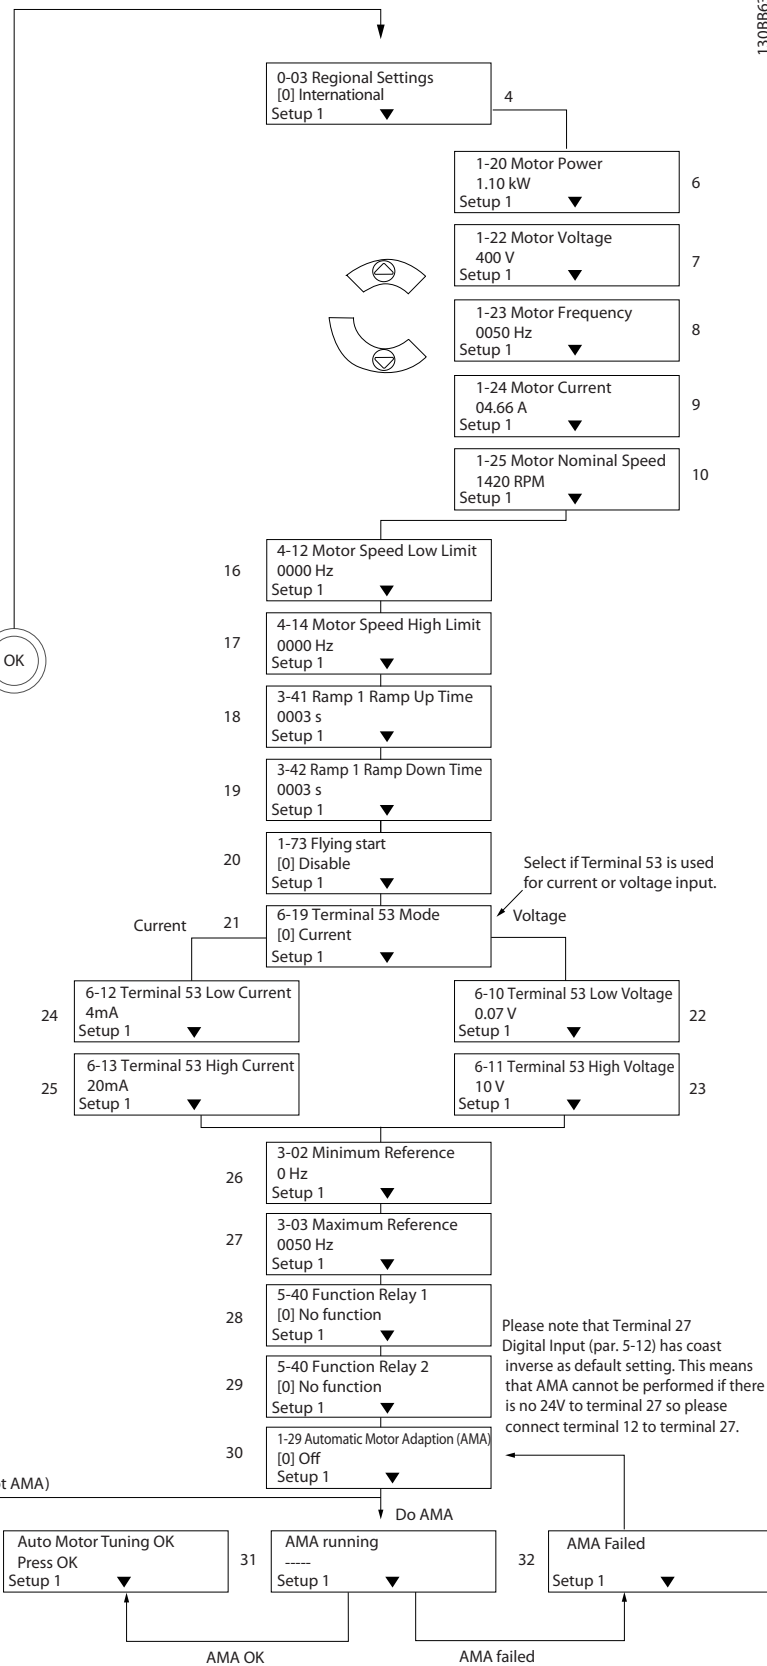 130BB63
0-03 Regional Settings
[0] International
Setup 1
4
1-20 Motor Power
1.10 kW
Setup 1
6
1-22 Motor Voltage
400 V
Setup 1
7
1-23 Motor Frequency
0050 Hz
Setup 1
8
1-24 Motor Current
04.66 A
Setup 1
9
1-25 Motor Nominal Speed
1420 RPM
Setup 1
10
16
4-12 Motor Speed Low Limit
0000 Hz
Setup 1
17
4-14 Motor Speed High Limit
0000 Hz
Setup 1
OK
18
3-41 Ramp 1 Ramp Up Time
0003 s
Setup 1
19
3-42 Ramp 1 Ramp Down Time
0003 s
Setup 1
20
1-73 Flying start
[0] Disable
Setup 1
Select if Terminal 53 is used
for current or voltage input.
Current
21
6-19 Terminal 53 Mode
[0] Current
Setup 1
Voltage
24
6-12 Terminal 53 Low Current
4mA
Setup 1
6-10 Terminal 53 Low Voltage
0.07 V
Setup 1
22
25
6-13 Terminal 53 High Current
20mA
Setup 1
6-11 Terminal 53 High Voltage
10 V
Setup 1
23
26
3-02 Minimum Reference
0 Hz
Setup 1
27
3-03 Maximum Reference
0050 Hz
Setup 1
28
5-40 Function Relay 1
[0] No function
Setup 1
29
5-40 Function Relay 2
[0] No function
Setup 1
Please note that Terminal 27
Digital Input (par. 5-12) has coast
inverse as default setting. This means
that AMA cannot be performed if there
is no 24V to terminal 27 so please
connect terminal 12 to terminal 27.
30
1-29 Automatic Motor Adaption (AMA)
[0] Off
Setup 1
t AMA)
Do AMA
Auto Motor Tuning OK
Press OK
Setup 1
31
AMA running
-----
Setup 1
32
AMA Failed
Setup 1
AMA OK
AMA failed